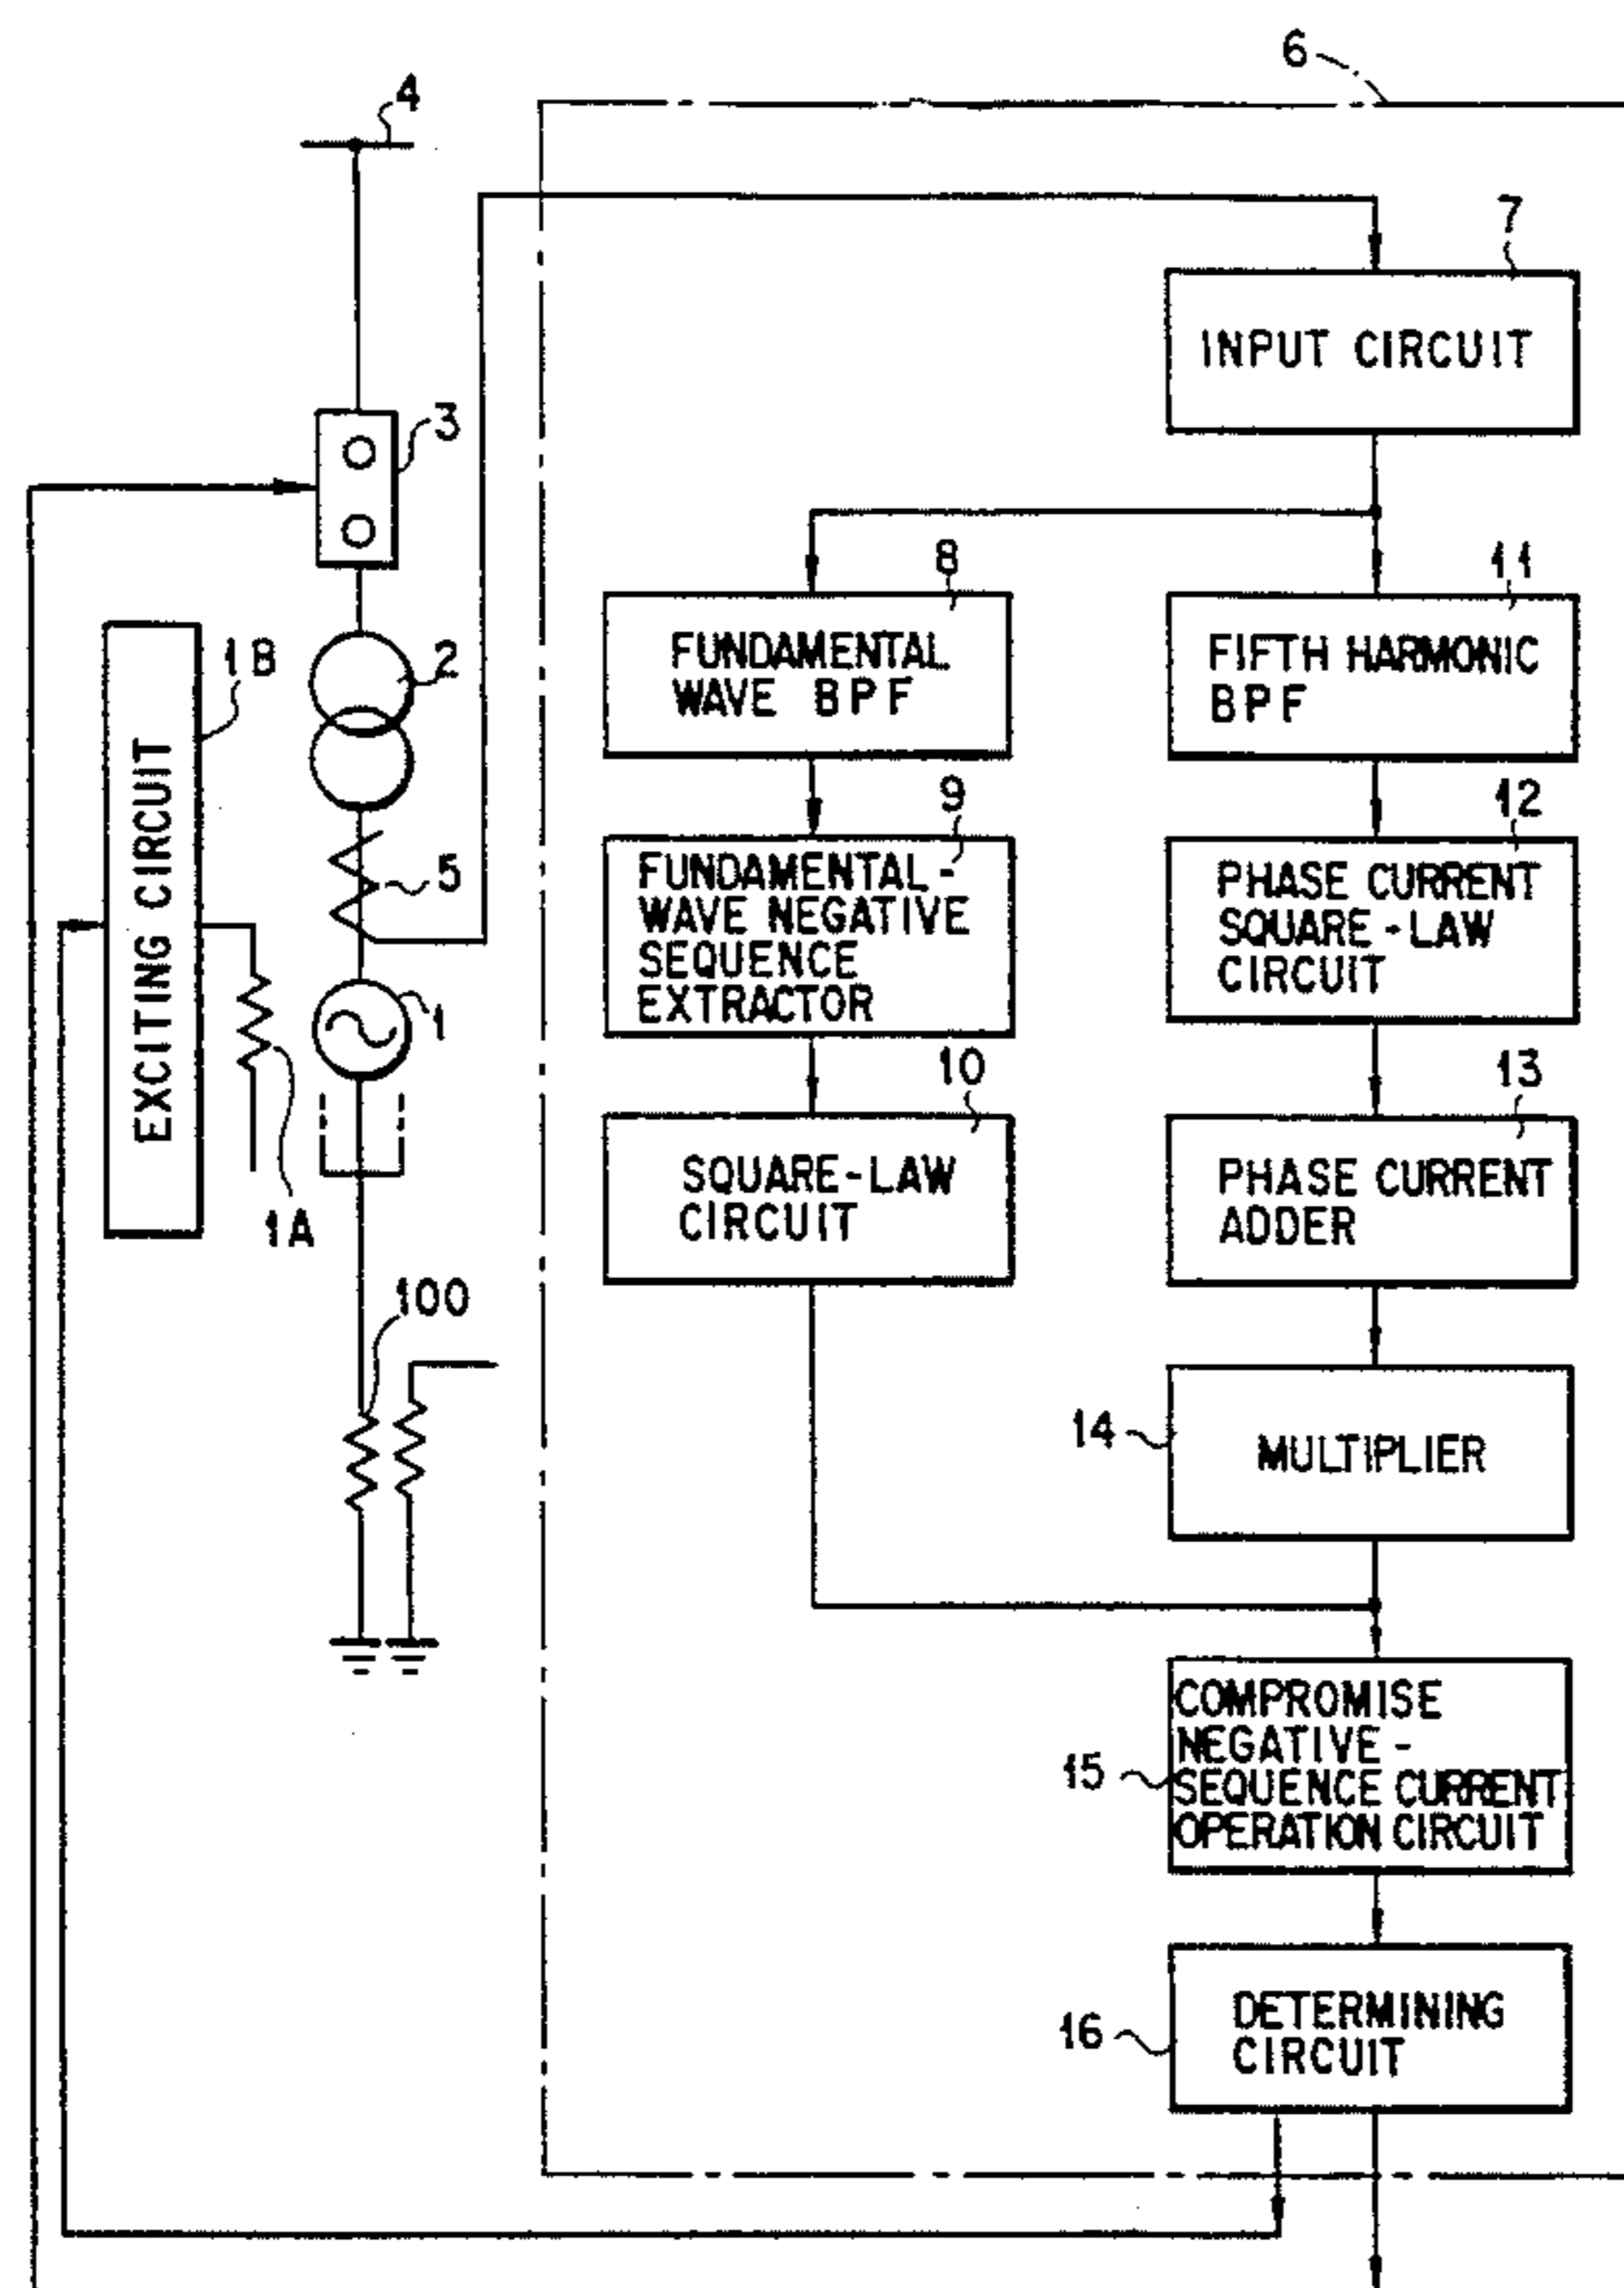 6
4
7
INPUT CIRCUIT
3
8
11
FUNDAMENTAL
WAVE BPF
FIFTH HARMONIC
BPF
1B
2
EXCITING CIRCUIT
9
12
FUNDAMENTAL-
WAVE NEGATIVE
SEQUENCE
EXTRACTOR
PHASE CURRENT
SQUARE-LAW
CIRCUIT
5
1
10
13
SQUARE-LAW
CIRCUIT
PHASE CURRENT
ADDER
1A
100
14
MULTIPLIER
COMPROMISE
NEGATIVE-
SEQUENCE CURRENT
OPERATION CIRCUIT
15
DETERMINING
CIRCUIT
16